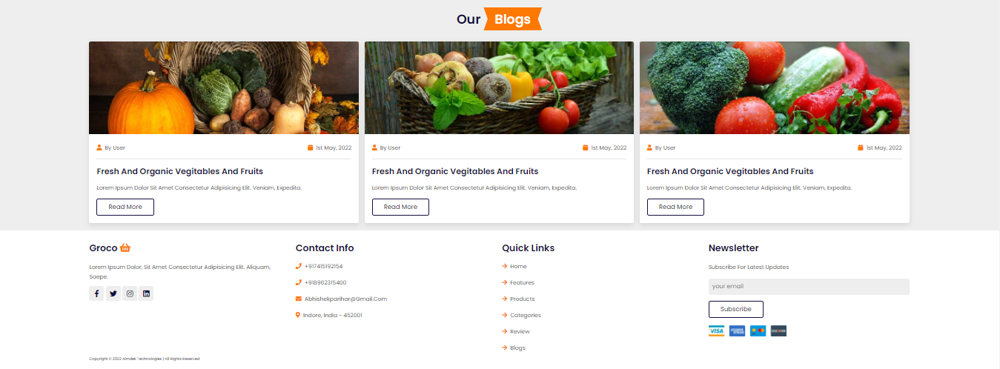 Our Blogs
By User 1st May, 2022
Fresh And Organic Vegitables And Fruits
Lorem Ipsum Dolor Sit Amet Consectetur Adipisicing Elit. Veniam, Expedita.
Read More
By User 1st May, 2022
Fresh And Organic Vegitables And Fruits
Lorem Ipsum Dolor Sit Amet Consectetur Adipisicing Elit. Veniam, Expedita.
Read More
By User 1st May, 2022
Fresh And Organic Vegitables And Fruits
Lorem Ipsum Dolor Sit Amet Consectetur Adipisicing Elit. Veniam, Expedita.
Read More
Groco
Lorem Ipsum Dolor, Sit Amet Consectetur Adipisicing Elit. Aliquam,
Saepe.
Contact Info
+917415192154
+918962315400
Abhishekparihar@Gmail.Com
Indore, India - 452001
Quick Links
Home
Features
Products
Categories
Review
Blogs
Newsletter
Subscribe For Latest Updates
your email
Subscribe
VISA
DISCOVER
Copyright © 2022 Almdek Technologies | All Rights Reserved